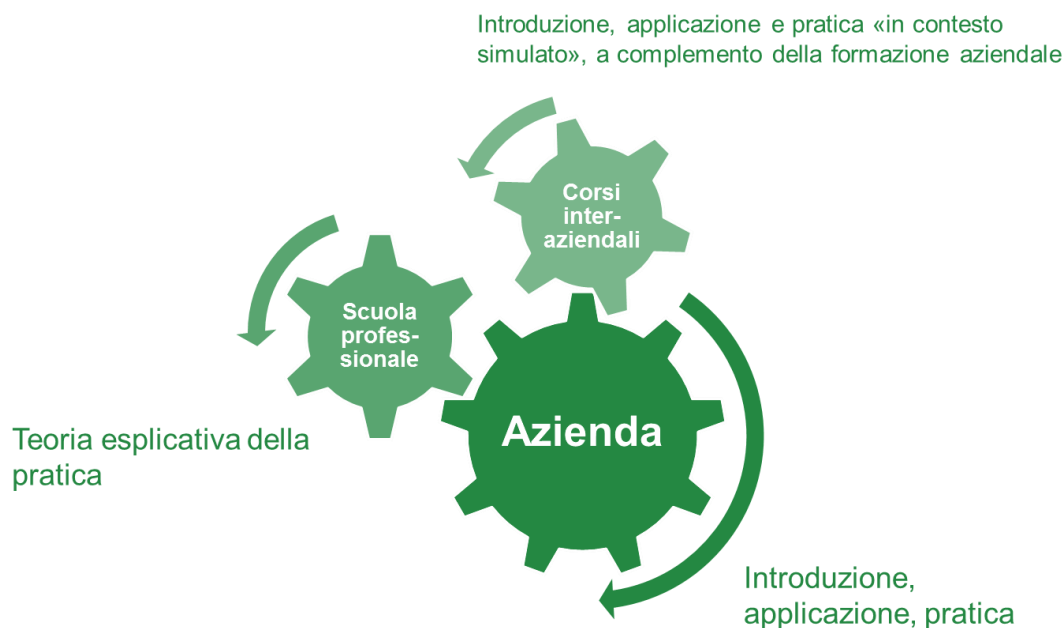 Introduzione, applicazione e pratica «in contesto
simulato», a complemento della formazione aziendale
Corsi
inter-
aziendali
Scuola
profes-
sionale
Azienda
Teoria esplicativa della
pratica
Introduzione,
applicazione, pratica